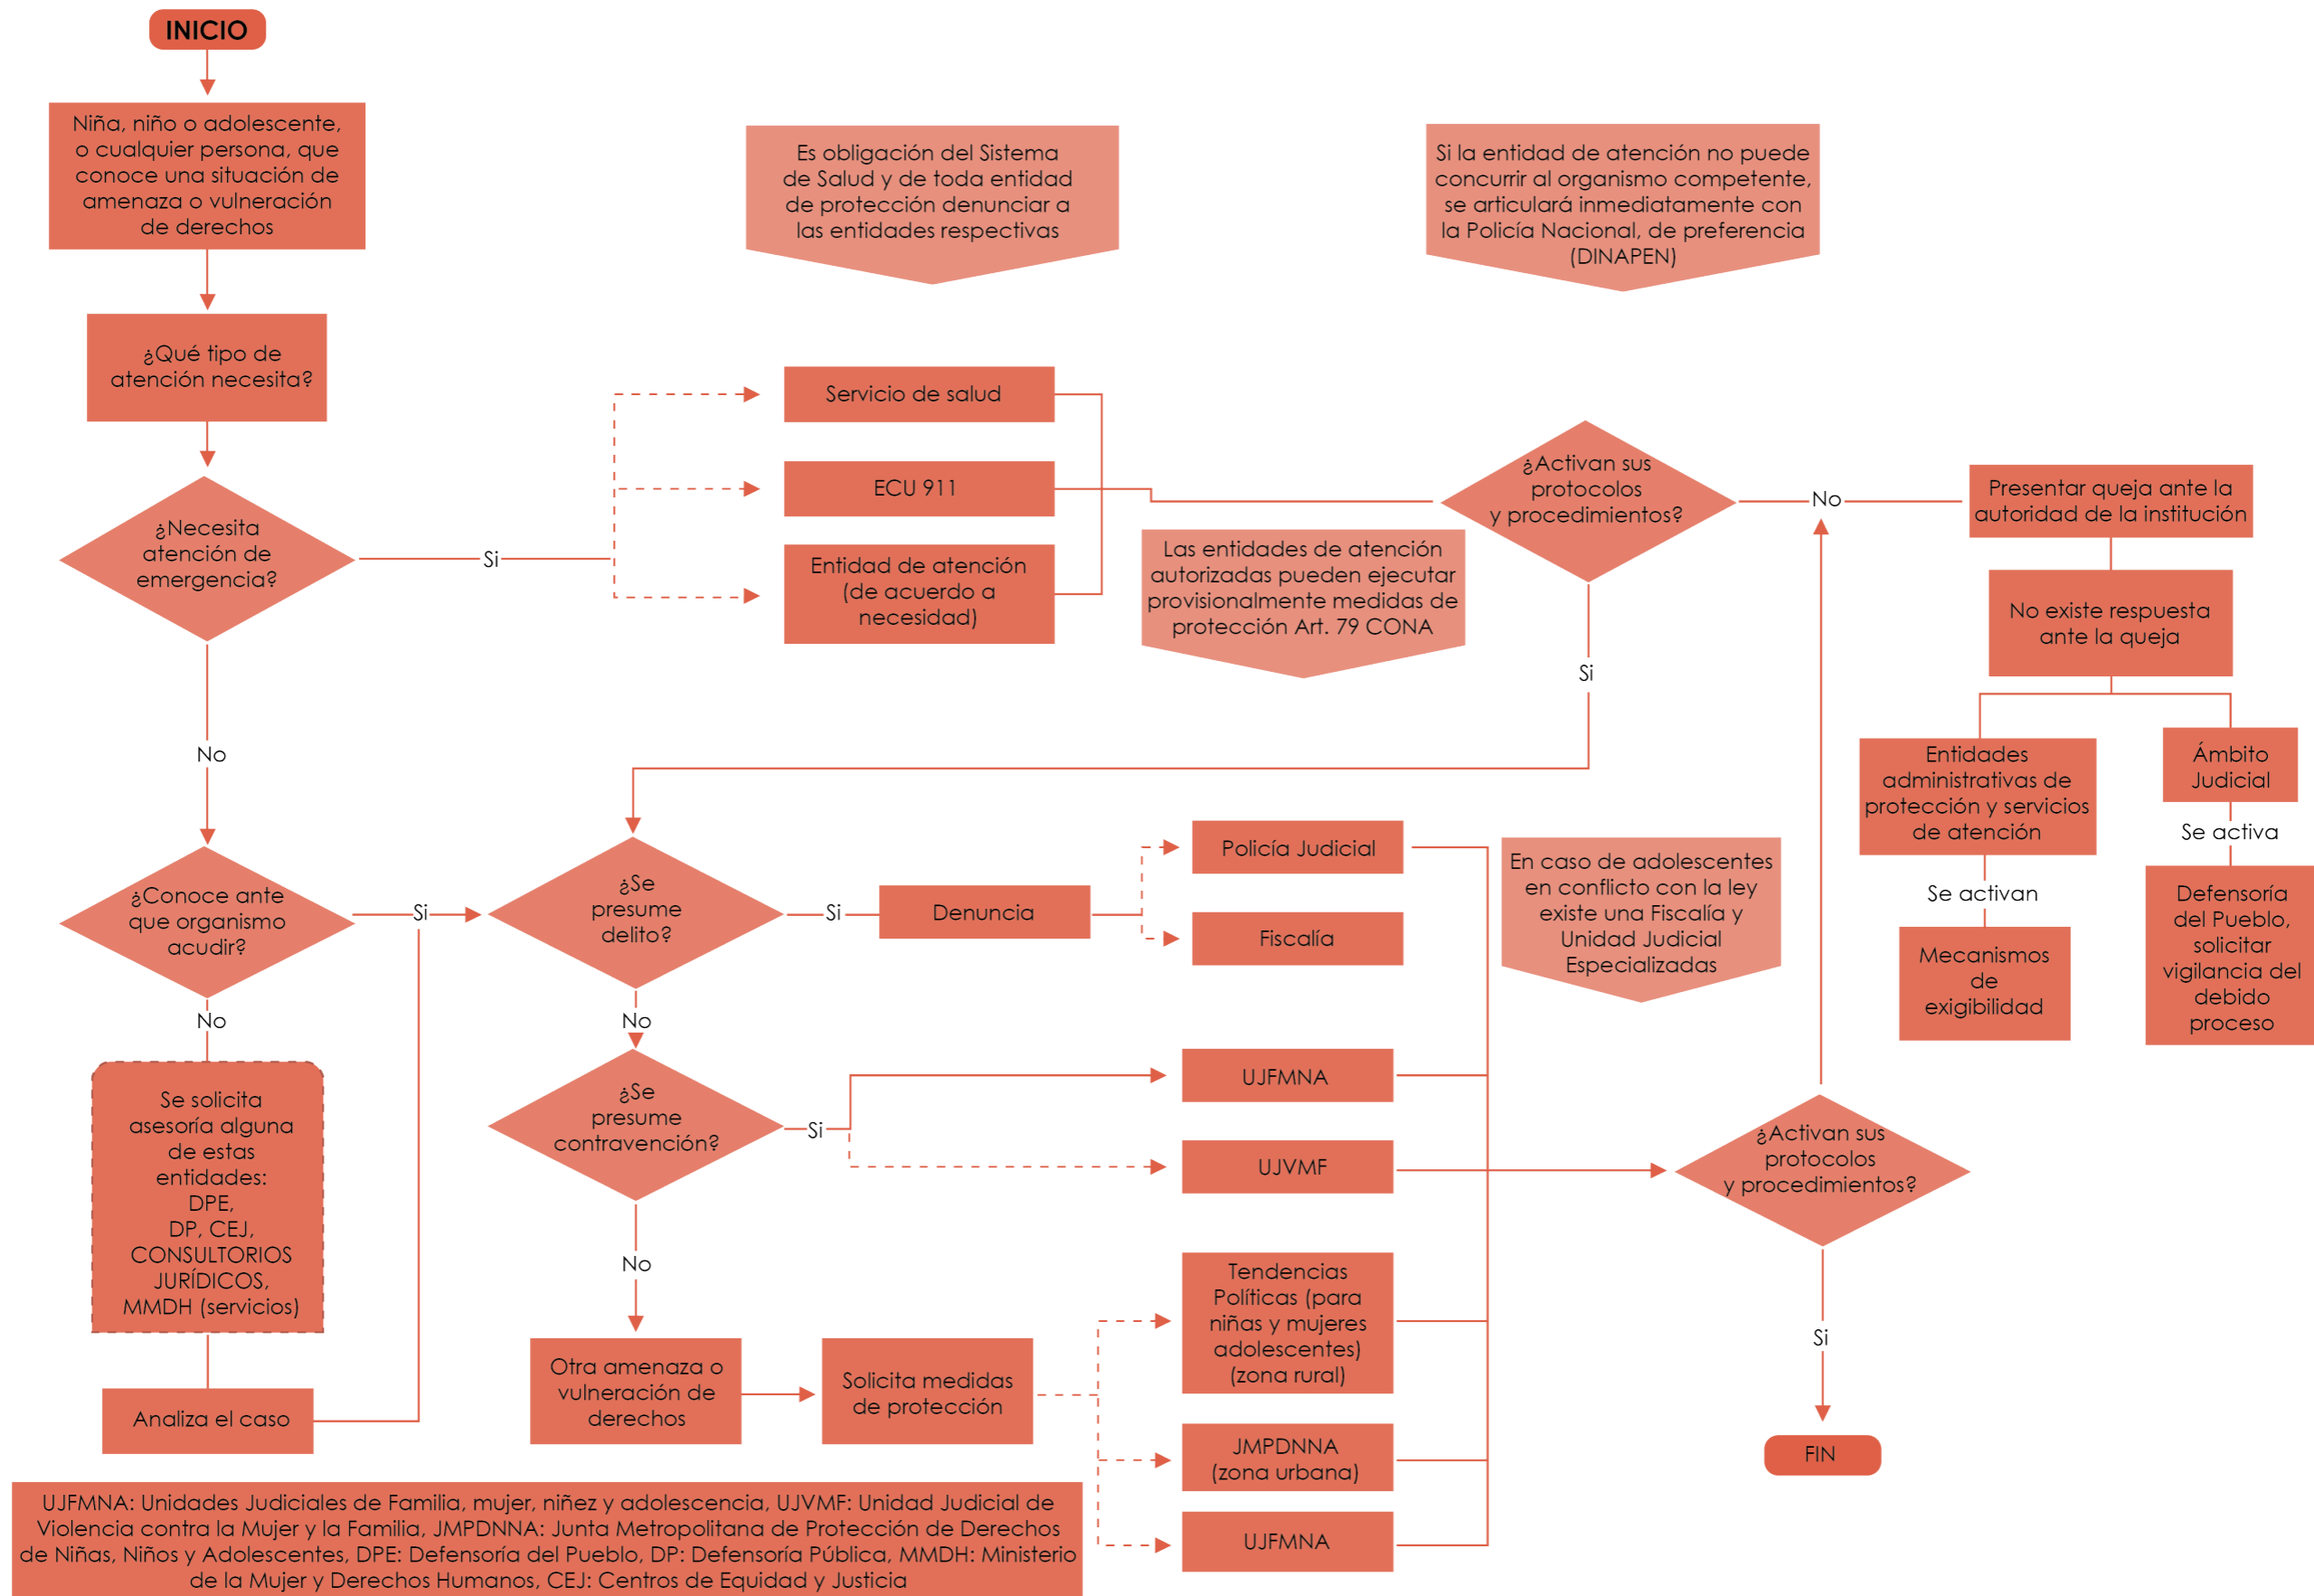 INICIO
Niña, niño o adolescente,
o cualquier persona, que
conoce una situación de
amenaza o vulneración
de derechos
¿Qué tipo de
atención necesita?
¿Necesita
atención de
emergencia?
Si
No
Es obligación del Sistema
de Salud y de toda entidad
de protección denunciar a
las entidades respectivas
Si la entidad de atención no puede
concurrir al organismo competente,
se articulará inmediatamente con
la Policía Nacional, de preferencia
(DINAPEN)
Servicio de salud
ECU 911
Entidad de atención
(de acuerdo a
necesidad)
Las entidades de atención
autorizadas pueden ejecutar
provisionalmente medidas de
protección Art. 79 CONA
¿Activan sus
protocolos
y procedimientos?
No
Si
Presentar queja ante la
autoridad de la institución
No existe respuesta
ante la queja
Entidades
administrativas de
protección y servicios
de atención
Se activan
Mecanismos
de
exigibilidad
Ámbito
Judicial
Se activa
Defensoría
del Pueblo,
solicitar
vigilancia del
debido
proceso
¿Conoce ante
que organismo
acudir?
Si
No
Se solicita
asesoría alguna
de estas
entidades:
DPE,
DP, CEJ,
CONSULTORIOS
JURÍDICOS,
MMDH (servicios)
Analiza el caso
¿Se
presume
delito?
Si
No
Denuncia
Policía Judicial
Fiscalía
En caso de adolescentes
en conflicto con la ley
existe una Fiscalía y
Unidad Judicial
Especializadas
¿Se
presume
contravención?
Si
No
UJFMNA
UJVMF
Otra amenaza o
vulneración de
derechos
Solicita medidas
de protección
Tendencias
Políticas (para
niñas y mujeres
adolescentes)
(zona rural)
JMPDNNA
(zona urbana)
UJFMNA
¿Activan sus
protocolos
y procedimientos?
Si
FIN
UJFMNA: Unidades Judiciales de Familia, mujer, niñez y adolescencia, UJVMF: Unidad Judicial de
Violencia contra la Mujer y la Familia, JMPDNNA: Junta Metropolitana de Protección de Derechos
de Niñas, Niños y Adolescentes, DPE: Defensoría del Pueblo, DP: Defensoría Pública, MMDH: Ministerio
de la Mujer y Derechos Humanos, CEJ: Centros de Equidad y Justicia